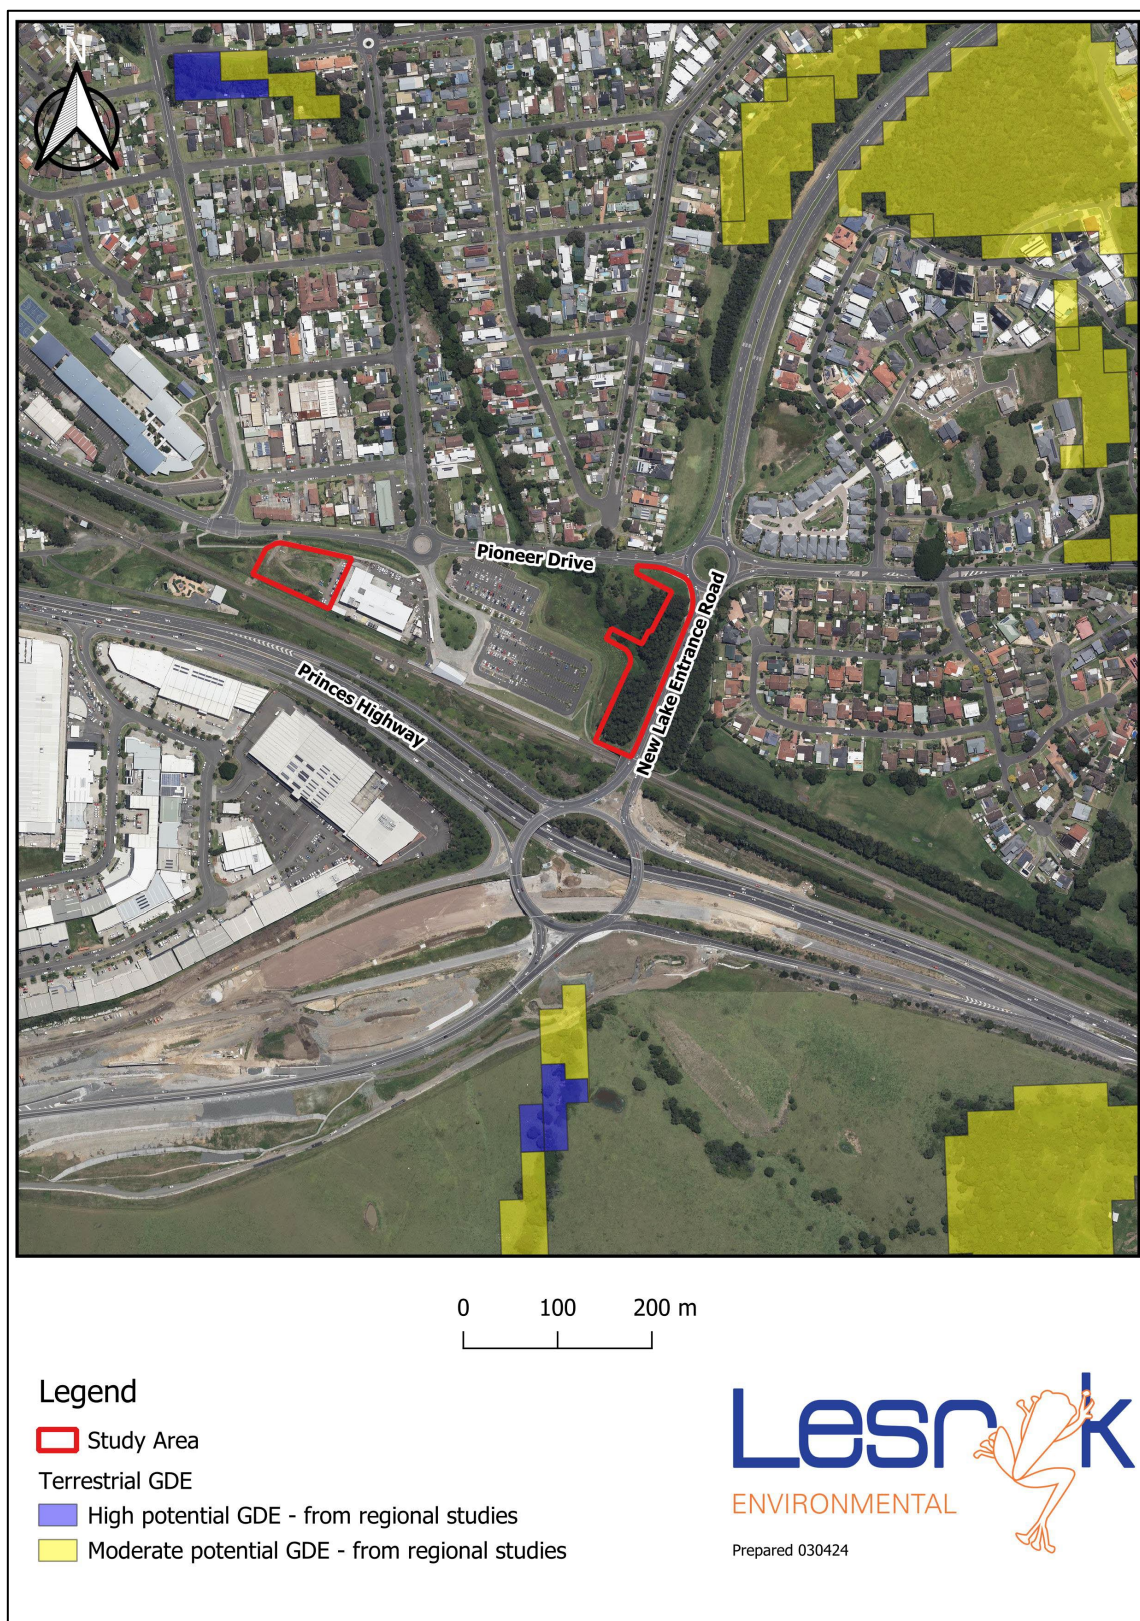 N
Pioneer Drive
New Lake Entrance Road
Princes Highway
0 100 200 m
Legend
Study Area
Terrestrial GDE
High potential GDE - from regional studies
Moderate potential GDE - from regional studies
Lesryk
ENVIRONMENTAL
Prepared 030424